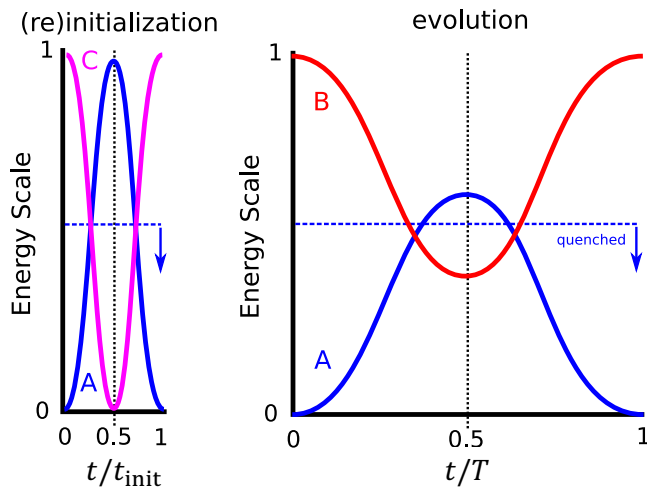 (re)initialization
1
C
Energy Scale
A
0
0 0.5 1
t/t_init
evolution
1
B
Energy Scale
quenched
A
0
0 0.5 1
t/T